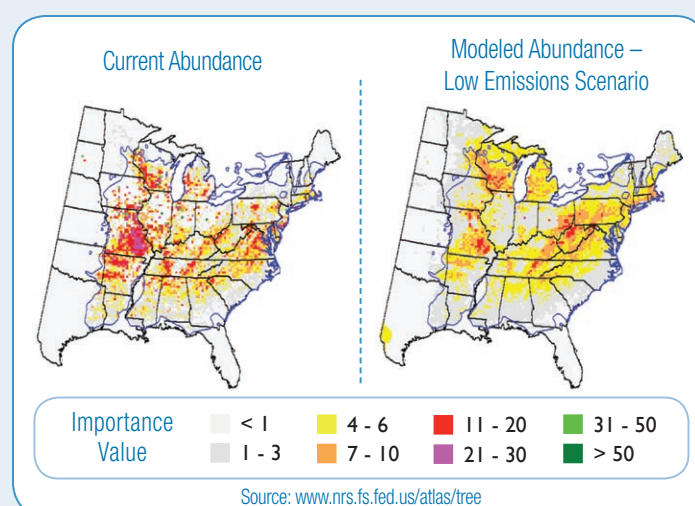 Current Abundance
Modeled Abundance –
Low Emissions Scenario
Importance
Value
< 1
4 - 6
11 - 20
31 - 50
1 - 3
7 - 10
21 - 30
> 50
Source: www.nrs.fs.fed.us/atlas/tree